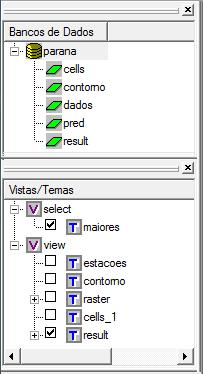 Bancos de Dados
parana
cells
contorno
dados
pred
result
Vistas/Temas
V select
T maiores
V view
T estacoes
T contorno
T raster
T cells_1
T result